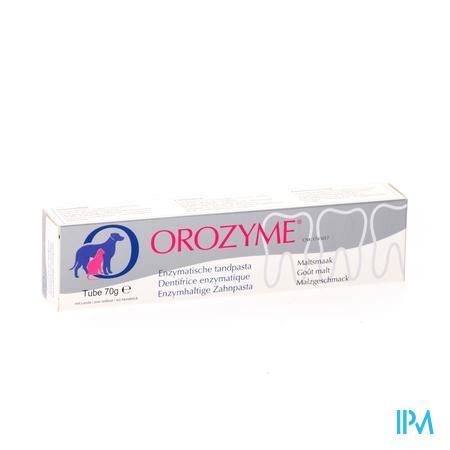 OROZYME®
Enzymatische tandpasta
Dentifrice enzymatique
Enzymhaltige Zahnpasta
Maltsmaak
Goût malt
Malzgeschmack
Tube 70g ℮
IPM